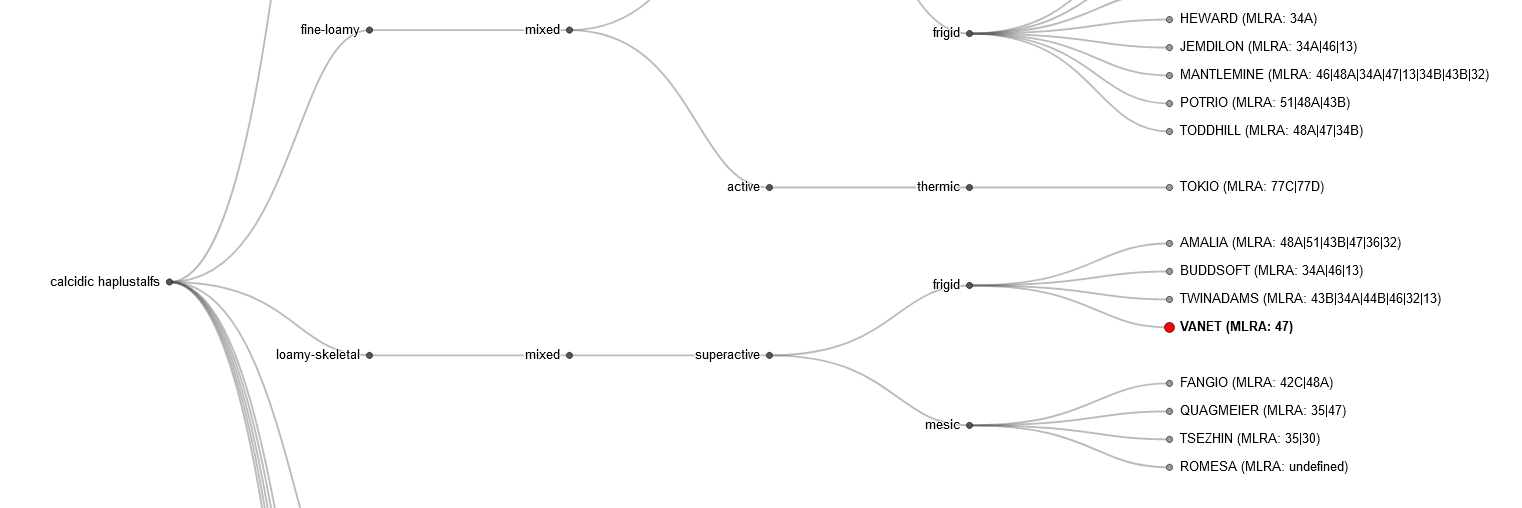 HEWARD (MLRA: 34A)
fine-loamy
mixed
frigid
JEMDILON (MLRA: 34A|46|13)
MANTLEMINE (MLRA: 46|48A|34A|47|13|34B|43B|32)
POTRIO (MLRA: 51|48A|43B)
TODDHILL (MLRA: 48A|47|34B)
active
thermic
TOKIO (MLRA: 77C|77D)
AMALIA (MLRA: 48A|51|43B|47|36|32)
BUDDSOFT (MLRA: 34A|46|13)
calcidic haplustalfs
frigid
TWINADAMS (MLRA: 43B|34A|44B|46|32|13)
VANET (MLRA: 47)
loamy-skeletal
mixed
superactive
FANGIO (MLRA: 42C|48A)
QUAGMEIER (MLRA: 35|47)
mesic
TSEZHIN (MLRA: 35|30)
ROMESA (MLRA: undefined)